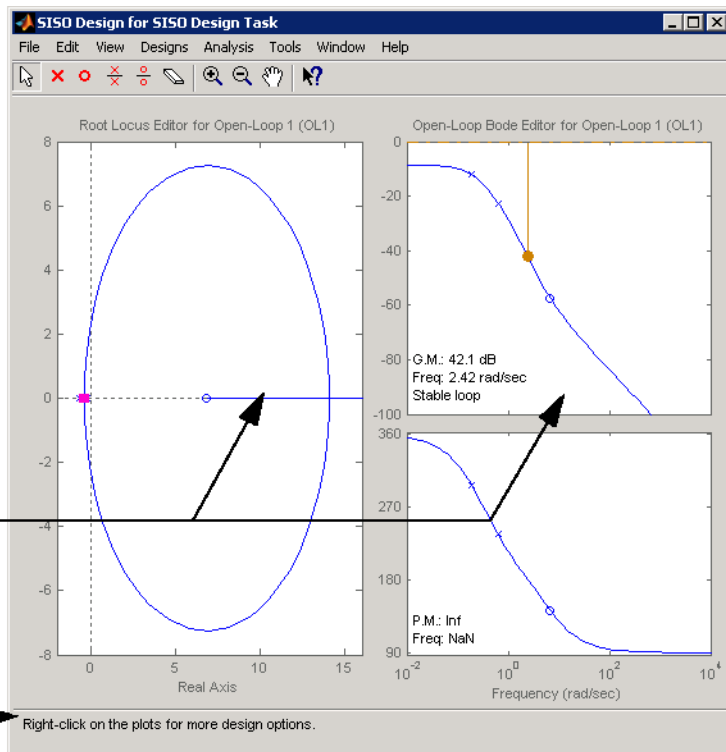 SISO Design for SISO Design Task
File Edit View Designs Analysis Tools Window Help
Root Locus Editor for Open-Loop 1 (OL1)
8
6
4
2
0
-2
-4
-6
-8
0 5 10 15
Real Axis
Open-Loop Bode Editor for Open-Loop 1 (OL1)
0
-20
-40
-60
-80
-100
G.M.: 42.1 dB
Freq: 2.42 rad/sec
Stable loop
360
270
180
90
P.M.: Inf
Freq: NaN
10^-2 10^0 10^2 10^4
Frequency (rad/sec)
Right-click on the plots for more design options.